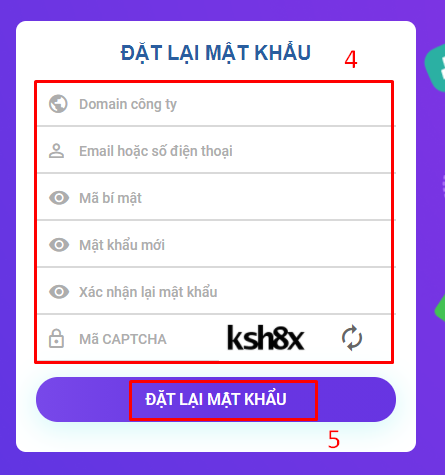 ĐẶT LẠI MẬT KHẨU
4
Domain công ty
Email hoặc số điện thoại
Mã bí mật
Mật khẩu mới
Xác nhận lại mật khẩu
Mã CAPTCHA ksh8x
ĐẶT LẠI MẬT KHẨU
5